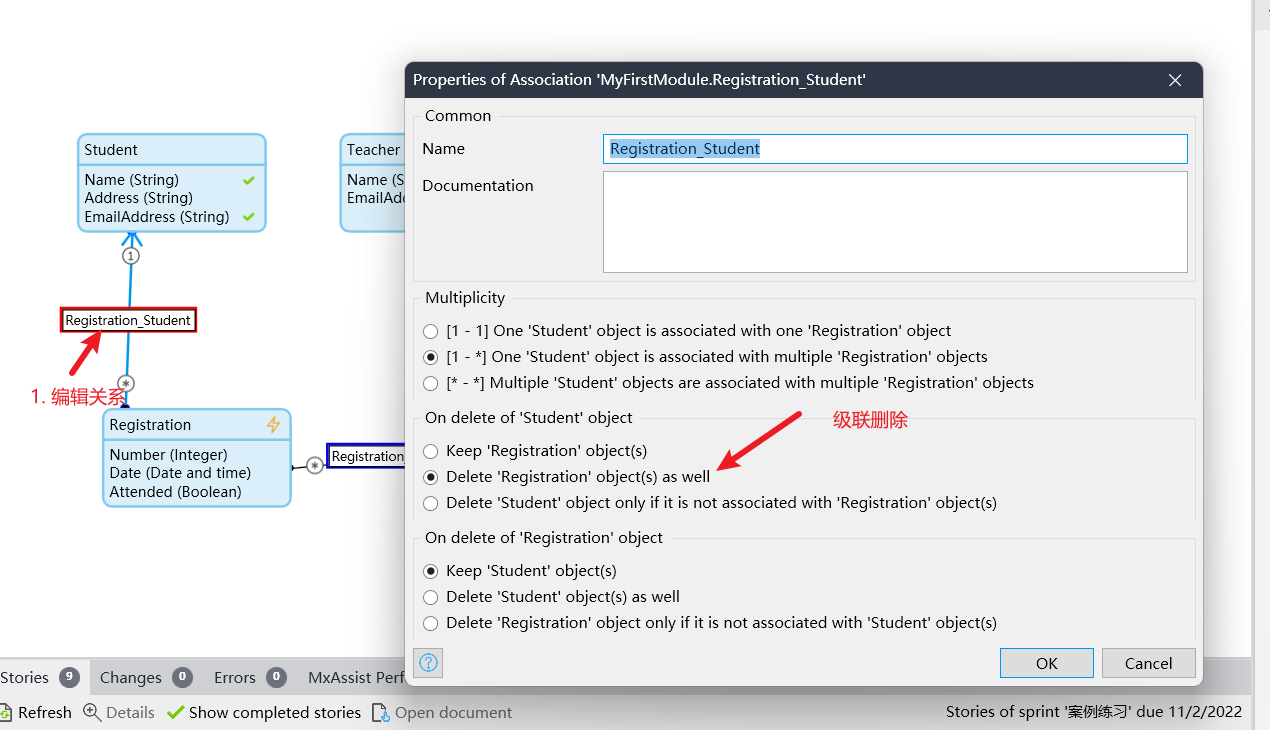 Properties of Association 'MyFirstModule.Registration_Student'
Common
Name
Registration_Student
Documentation
Multiplicity
[1 - 1] One 'Student' object is associated with one 'Registration' object
[1 - *] One 'Student' object is associated with multiple 'Registration' objects
[* - *] Multiple 'Student' objects are associated with multiple 'Registration' objects
On delete of 'Student' object
级联删除
Keep 'Registration' object(s)
Delete 'Registration' object(s) as well
Delete 'Student' object only if it is not associated with 'Registration' object(s)
On delete of 'Registration' object
Keep 'Student' object(s)
Delete 'Student' object(s) as well
Delete 'Registration' object only if it is not associated with 'Student' object(s)
OK
Cancel
Student
Name (String)
Address (String)
EmailAddress (String)
Teacher
Name (S
EmailAdd
1
Registration_Student
1. 编辑关系
*
Registration
Number (Integer)
Date (Date and time)
Attended (Boolean)
*
Registration
Stories 9
Changes 0
Errors 0
MxAssist Perf
Refresh
Details
Show completed stories
Open document
Stories of sprint '案例练习' due 11/2/2022